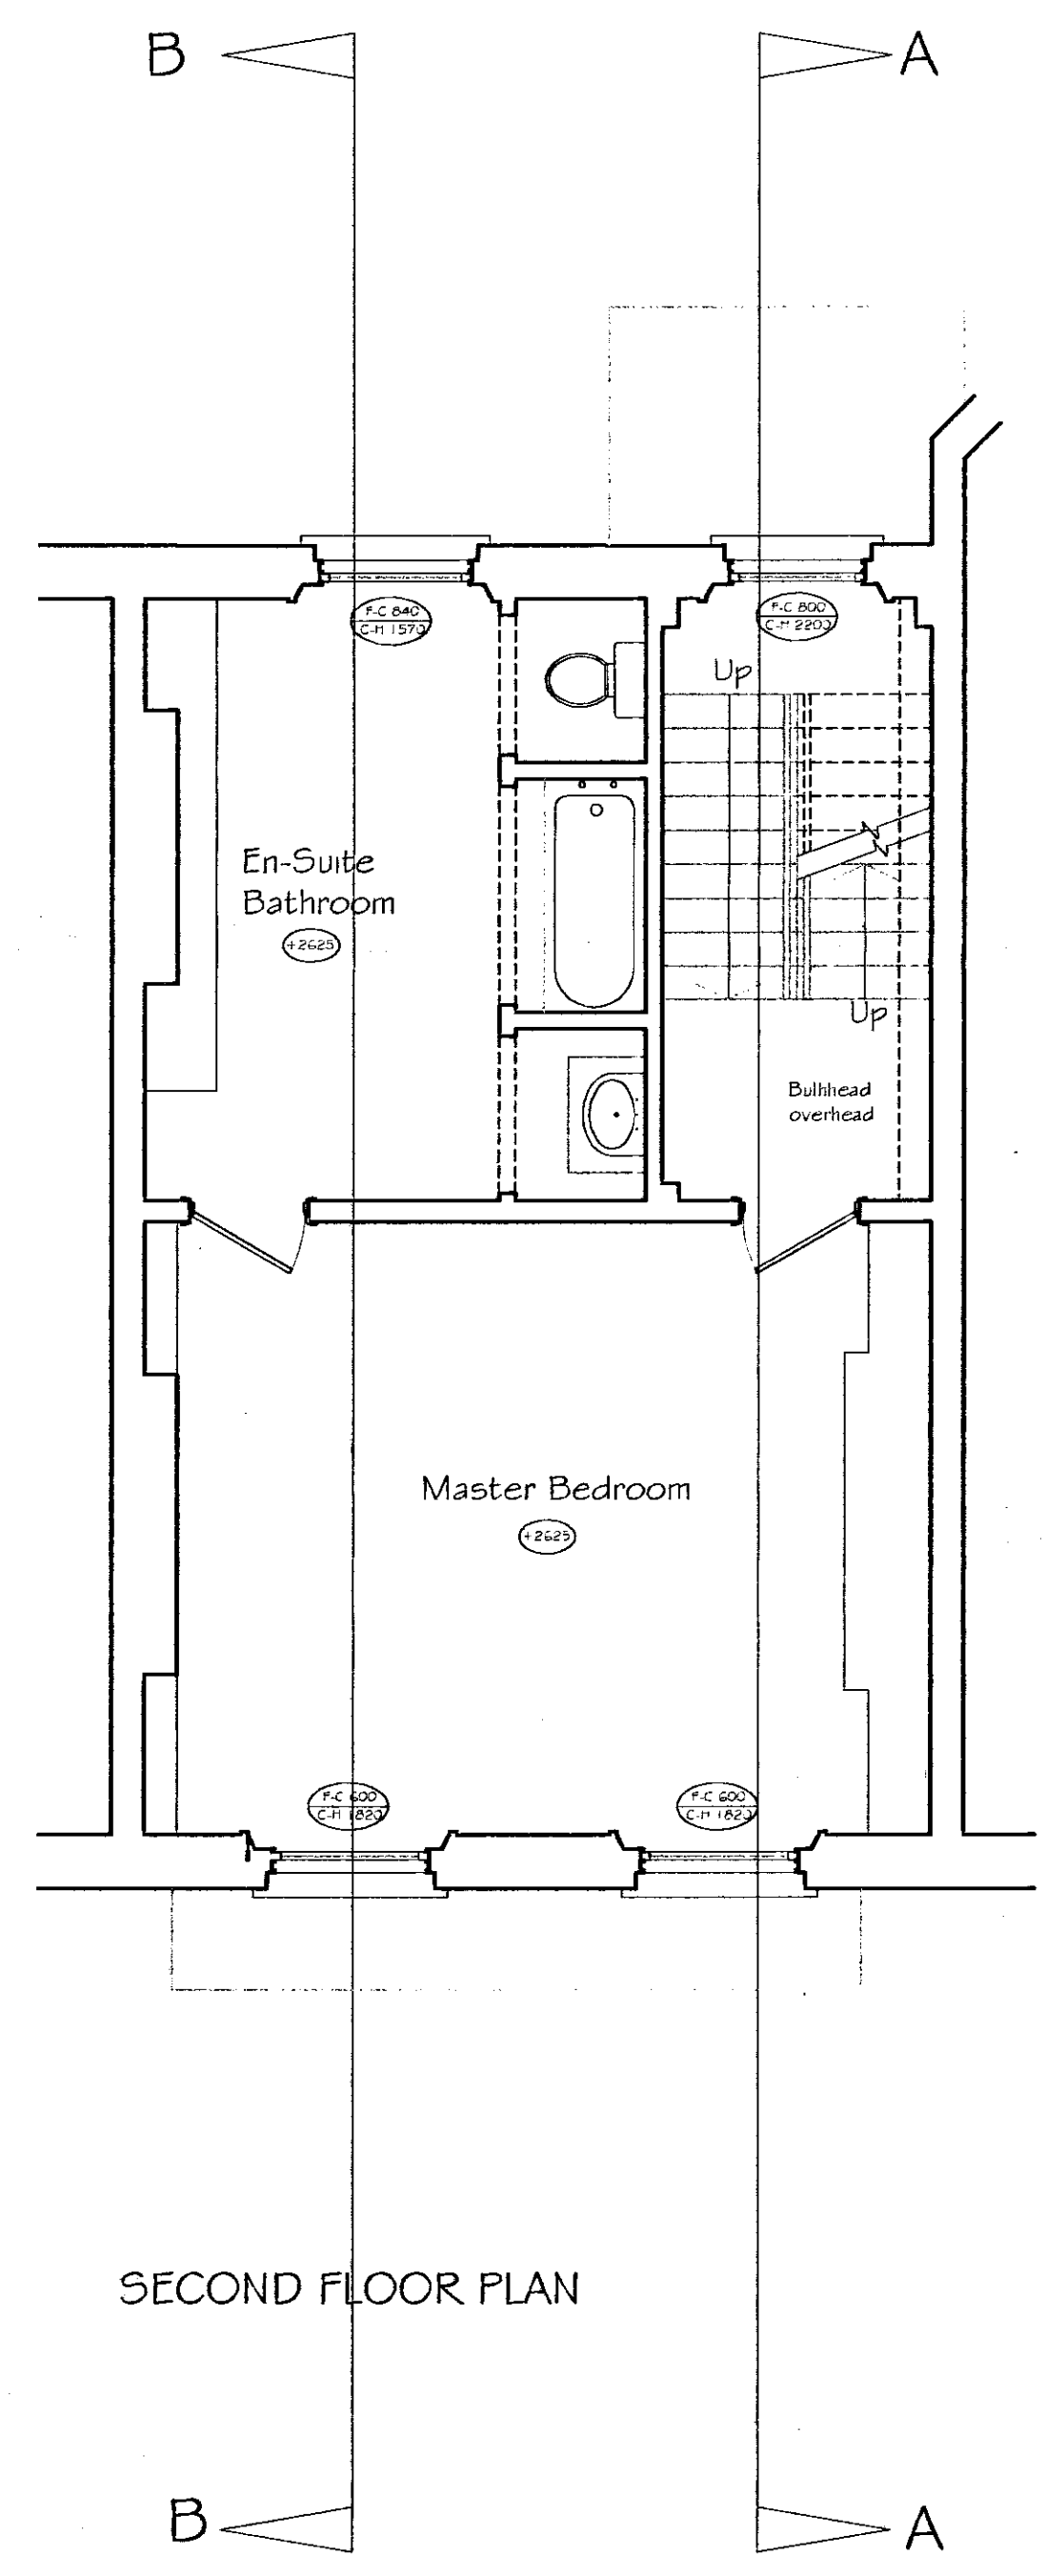 B
A
F-C 840
C-H 1570
F-C 800
C-H 2200
Up
En-Suite
Bathroom
+2625
Up
Bulhhead
overhead
Master Bedroom
+2625
F-C 600
C-H 1820
F-C 600
C-H 1820
SECOND FLOOR PLAN
B
A